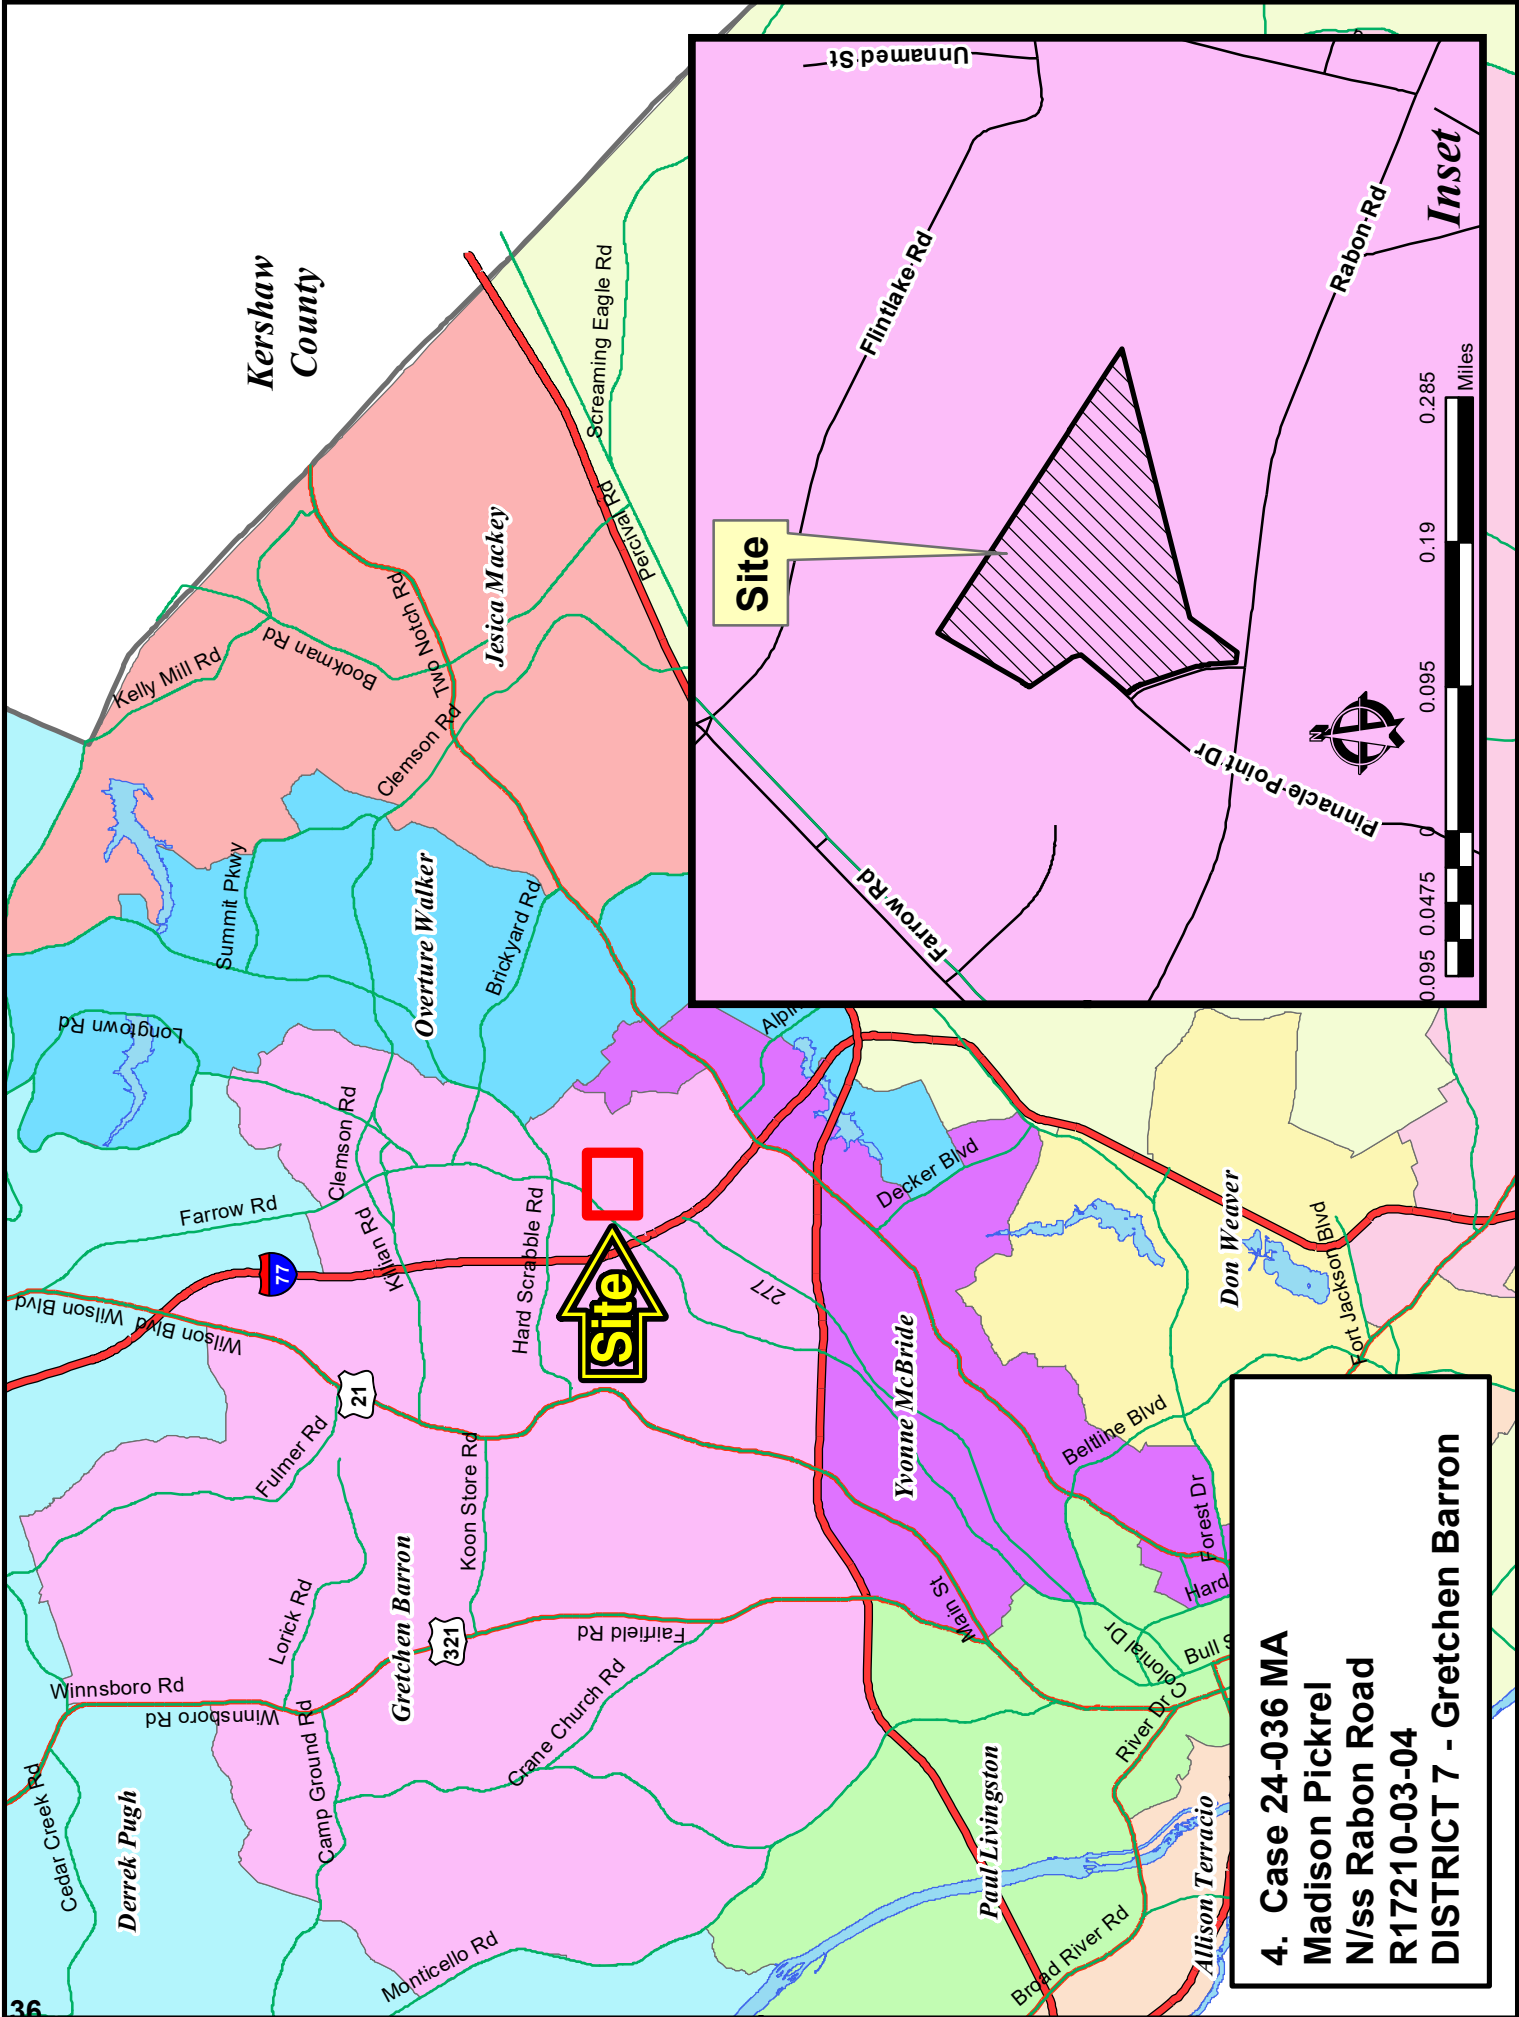 Kershaw
County
Kelly Mill Rd
Bookman Rd
Two Notch Rd
Clemson Rd
Jesica Mackey
Percival Rd
Screaming Eagle Rd
Summit Pkwy
Overture Walker
Brickyard Rd
Longtown Rd
Clemson Rd
Farrow Rd
Killian Rd
Hard Scrabble Rd
77
Wilson Blvd
Wilson Blvd
21
Fulmer Rd
Koon Store Rd
Lorick Rd
Gretchen Barron
321
Fairfield Rd
Winnsboro Rd
Winnsboro Rd
Camp Ground Rd
Crane Church Rd
Cedar Creek Rd
Derrek Pugh
Monticello Rd
Site
277
Yvonne McBride
Decker Blvd
Don Weaver
Fort Jackson Blvd
Beltline Blvd
Forest Dr
Hard
Main St
Colonial Dr
Bull S
River Dr
Paul Livingston
Broad River Rd
Allison Terracio
Unnamed St
Flintlake Rd
Rabon Rd
Site
Farrow Rd
Pinnacle Point Dr
N
Inset
0.095 0.0475 0 0.095 0.19 0.285
Miles
4. Case 24-036 MA
Madison Pickrel
N/ss Rabon Road
R17210-03-04
DISTRICT 7 - Gretchen Barron
36